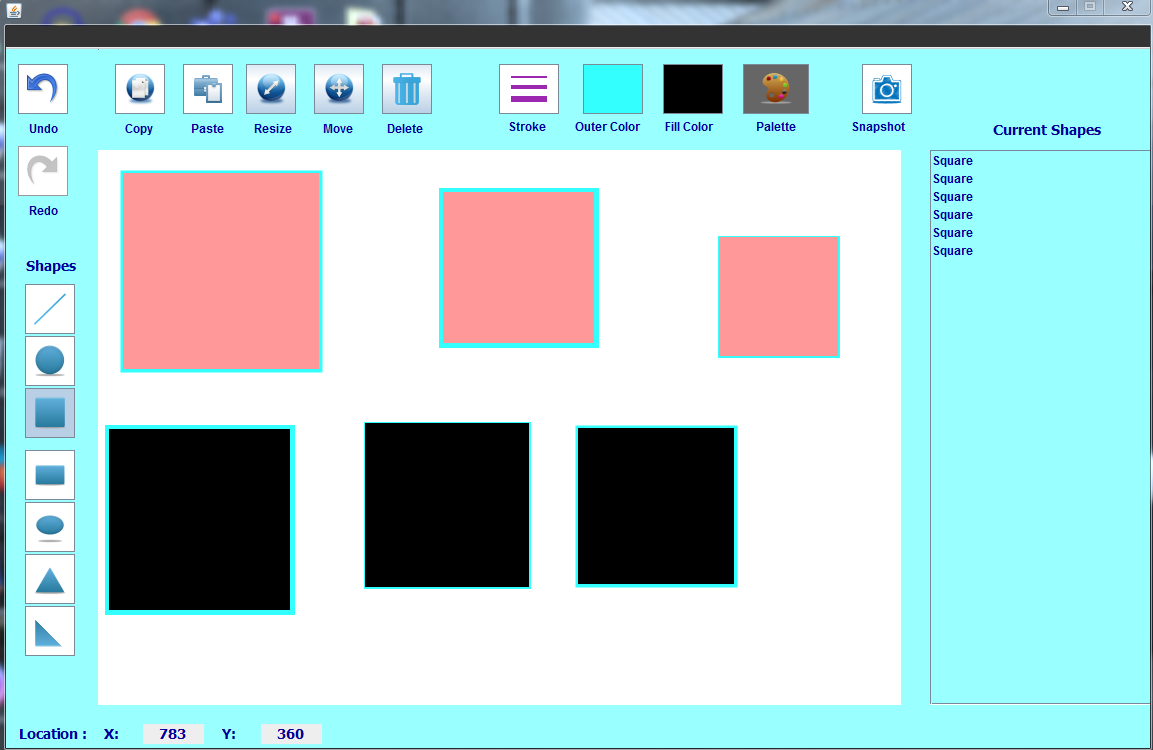 Undo
Copy
Paste
Resize
Move
Delete
Stroke
Outer Color
Fill Color
Palette
Snapshot
Current Shapes
Redo
Shapes
Square
Square
Square
Square
Square
Square
Location : X: 783 Y: 360